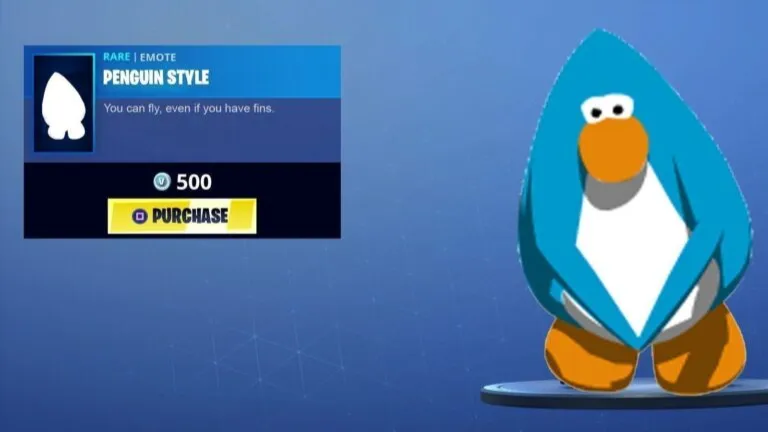 RARE | EMOTE
PENGUIN STYLE
You can fly, even if you have fins.
500
PURCHASE